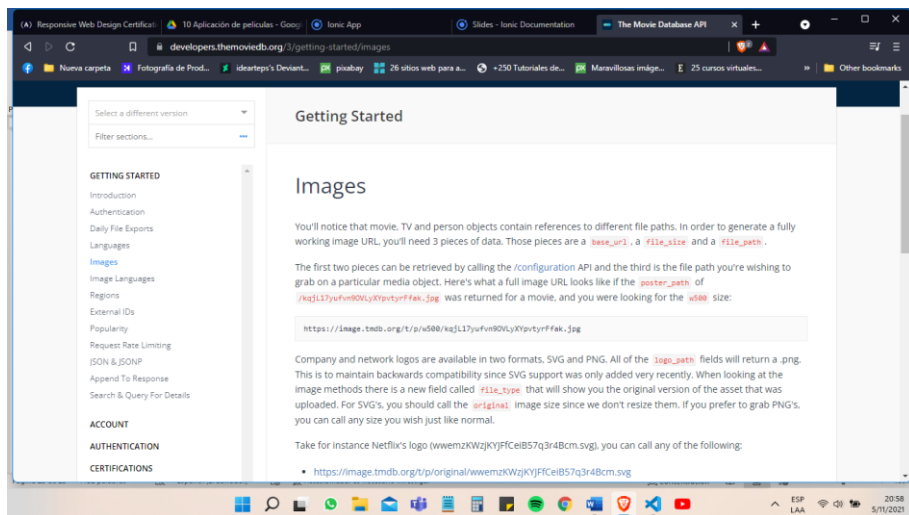 (A) Responsive Web Design Certificati
10 Aplicación de peliculas - Googl
Ionic App
Slides - Ionic Documentation
The Movie Database API
developers.themoviedb.org/3/getting-started/images
Nueva carpeta
Fotografía de Prod...
idearteps's Deviant...
pixabay
26 sitios web para a...
+250 Tutoriales de...
Maravillosas imáge...
25 cursos virtuales...
Other bookmarks
Select a different version
Filter sections...
GETTING STARTED
Introduction
Authentication
Daily File Exports
Languages
Images
Image Languages
Regions
External IDs
Popularity
Request Rate Limiting
JSON & JSONP
Append To Response
Search & Query For Details
ACCOUNT
AUTHENTICATION
CERTIFICATIONS
Getting Started
Images
You'll notice that movie, TV and person objects contain references to different file paths. In order to generate a fully
working image URL, you'll need 3 pieces of data. Those pieces are a base_url, a file_size and a file_path.
The first two pieces can be retrieved by calling the /configuration API and the third is the file path you're wishing to
grab on a particular media object. Here's what a full image URL looks like if the poster_path of
/kqjL17yufvn9OVLyXYpvtyrFfak.jpg was returned for a movie, and you were looking for the w500 size:
https://image.tmdb.org/t/p/w500/kqjL17yufvn9OVLyXYpvtyrFfak.jpg
Company and network logos are available in two formats, SVG and PNG. All of the logo_path fields will return a .png.
This is to maintain backwards compatibility since SVG support was only added very recently. When looking at the
image methods there is a new field called file_type that will show you the original version of the asset that was
uploaded. For SVG's, you should call the original image size since we don't resize them. If you prefer to grab PNG's,
you can call any size you wish just like normal.
Take for instance Netflix's logo (wwemzKWzjKYJFfCeiB57q3r4Bcm.svg), you can call any of the following:
https://image.tmdb.org/t/p/original/wwemzKWzjKYJFfCeiB57q3r4Bcm.svg
ESP
LAA
20:58
5/11/2021